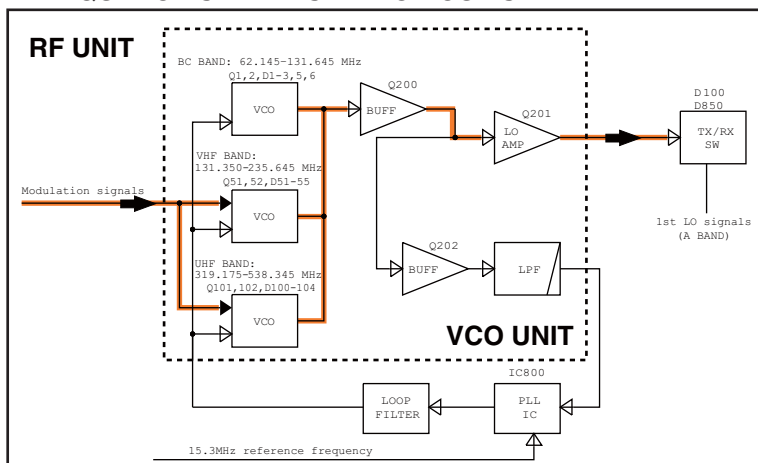 RF UNIT
BC BAND: 62.145–131.645 MHz
Q1,2,D1-3,5,6
VCO
Q200
BUFF
Q201
LO
AMP
D100
D850
TX/RX
SW
VHF BAND:
131.350-235.645 MHz
Q51,52,D51-55
Modulation signals
VCO
1st LO signals
(A BAND)
Q202
BUFF
LPF
UHF BAND:
319.175-538.345 MHz
Q101,102,D100-104
VCO
VCO UNIT
IC800
LOOP
FILTER
PLL
IC
15.3MHz reference frequency